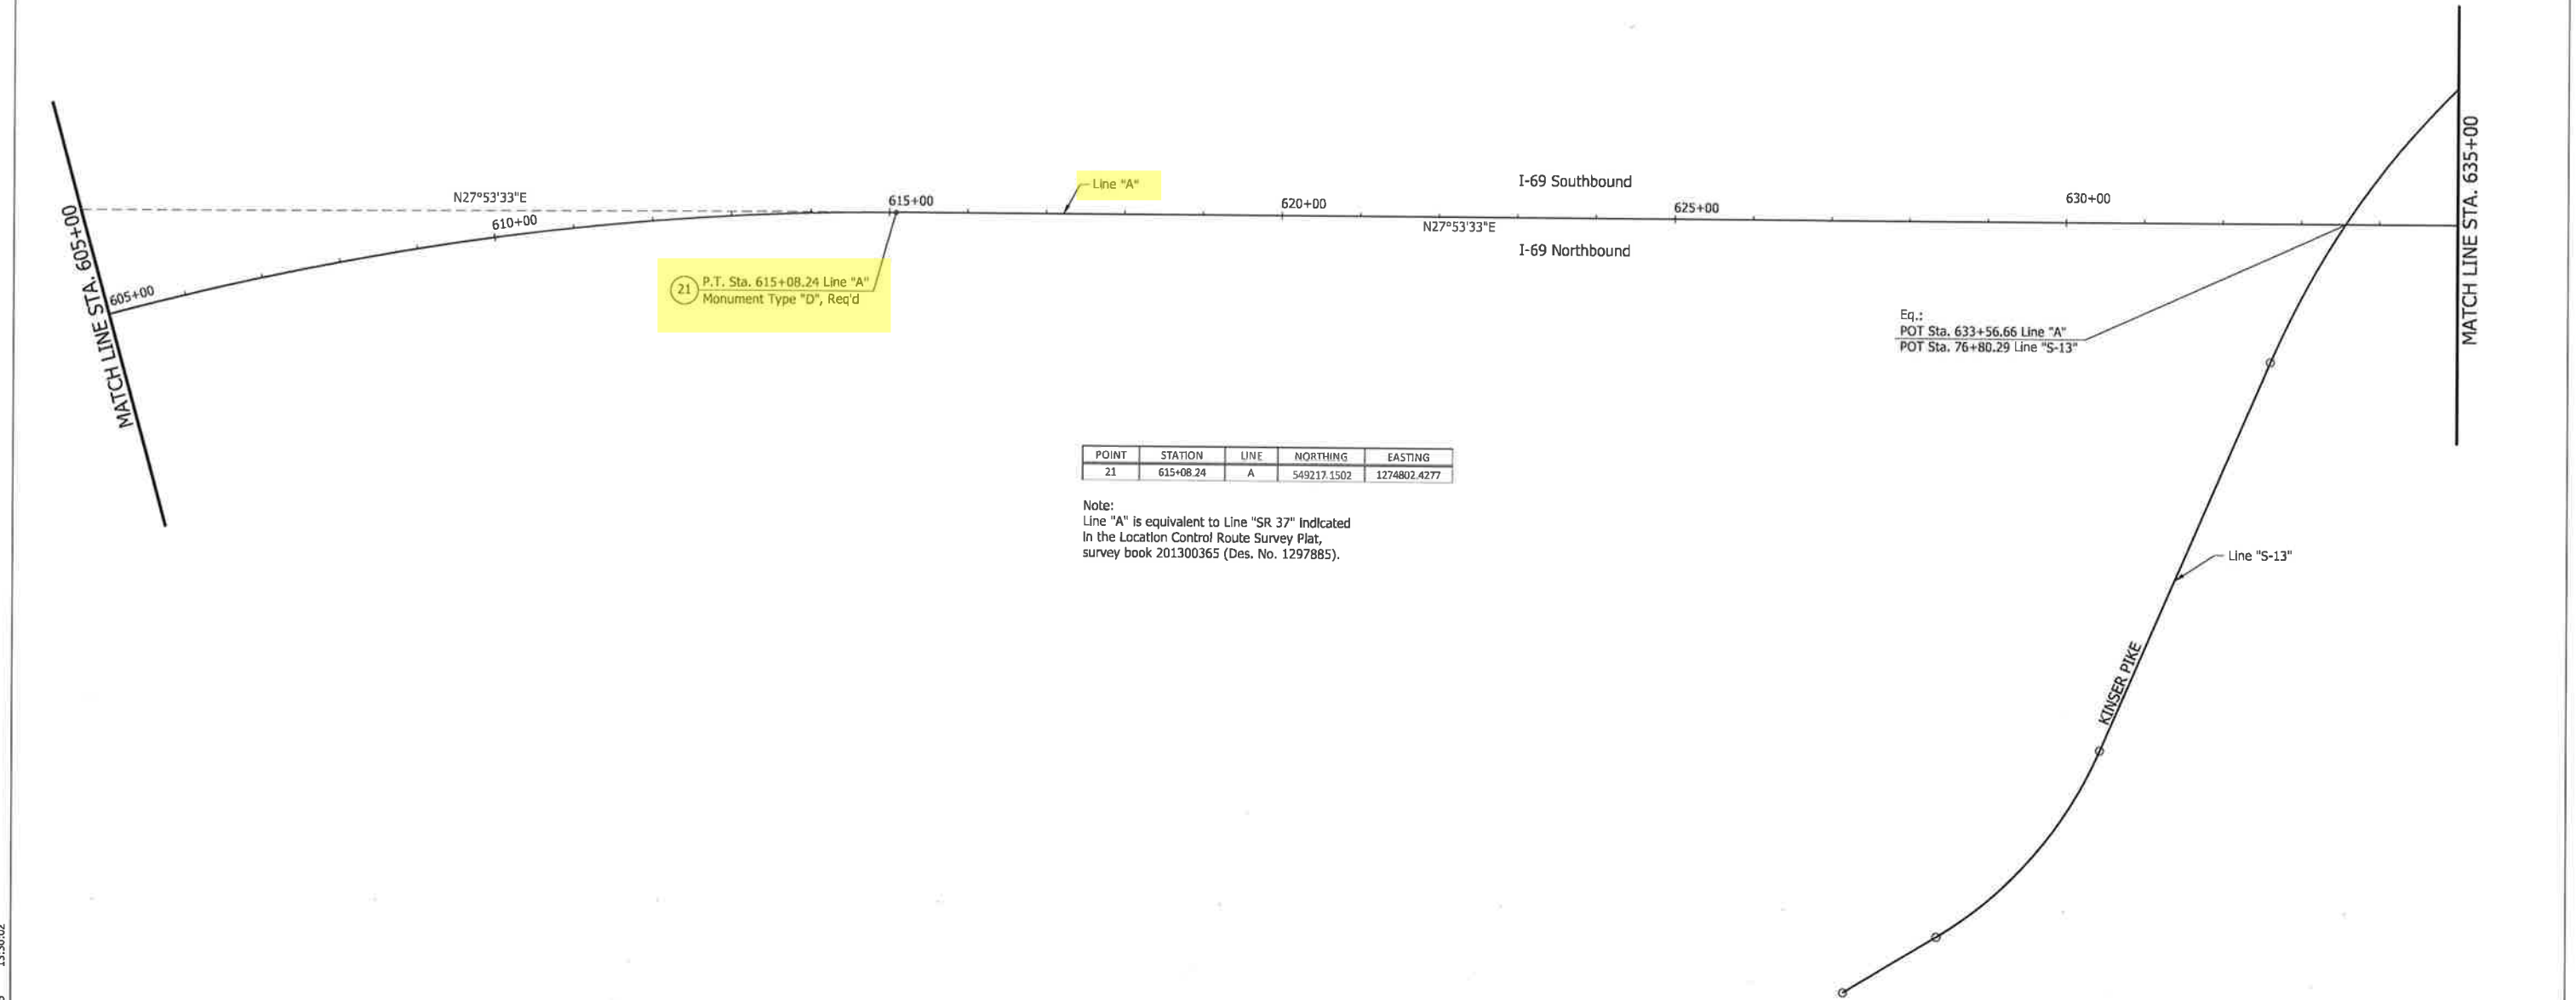 MATCH LINE STA. 605+00
605+00
N27°53'33"E
610+00
615+00
Line "A"
21
P.T. Sta. 615+08.24 Line "A"
Monument Type "D", Req'd
620+00
N27°53'33"E
I-69 Southbound
I-69 Northbound
625+00
630+00
MATCH LINE STA. 635+00
Eq.:
POT Sta. 633+56.66 Line "A"
POT Sta. 76+80.29 Line "S-13"
POINT STATION LINE NORTHING EASTING
21 615+08.24 A 549217.1502 1274802.4277
Note:
Line "A" is equivalent to Line "SR 37" indicated
in the Location Control Route Survey Plat,
survey book 201300365 (Des. No. 1297885).
Line "S-13"
KINSER PIKE